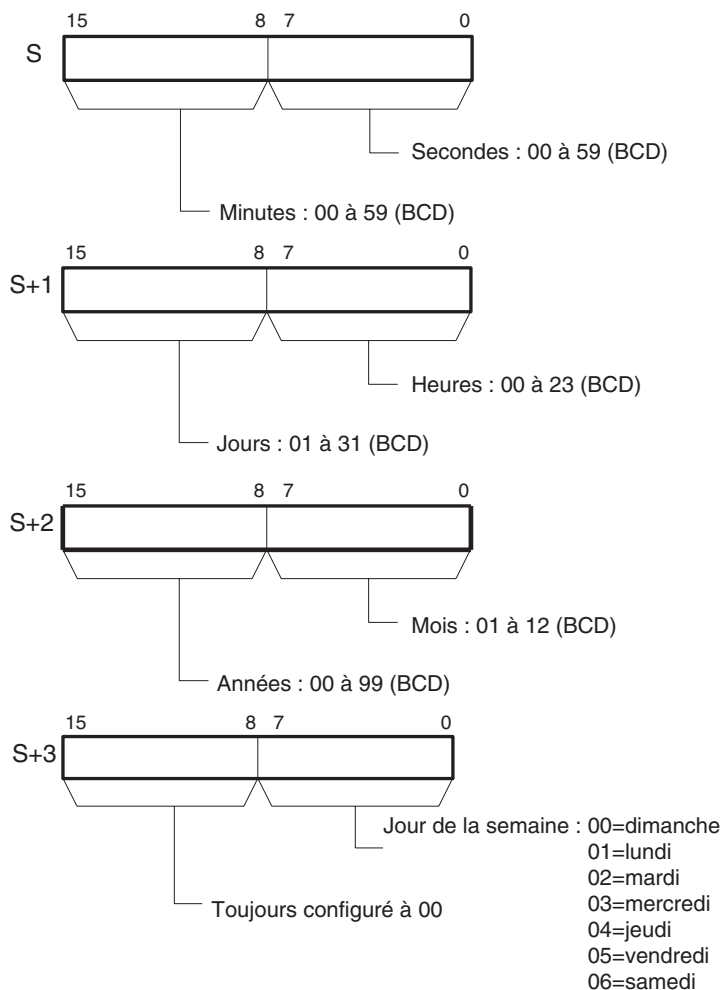 15 8 7 0
S
Secondes : 00 à 59 (BCD)
Minutes : 00 à 59 (BCD)
15 8 7 0
S+1
Heures : 00 à 23 (BCD)
Jours : 01 à 31 (BCD)
15 8 7 0
S+2
Mois : 01 à 12 (BCD)
Années : 00 à 99 (BCD)
15 8 7 0
S+3
Jour de la semaine : 00=dimanche
01=lundi
02=mardi
Toujours configuré à 00
03=mercredi
04=jeudi
05=vendredi
06=samedi